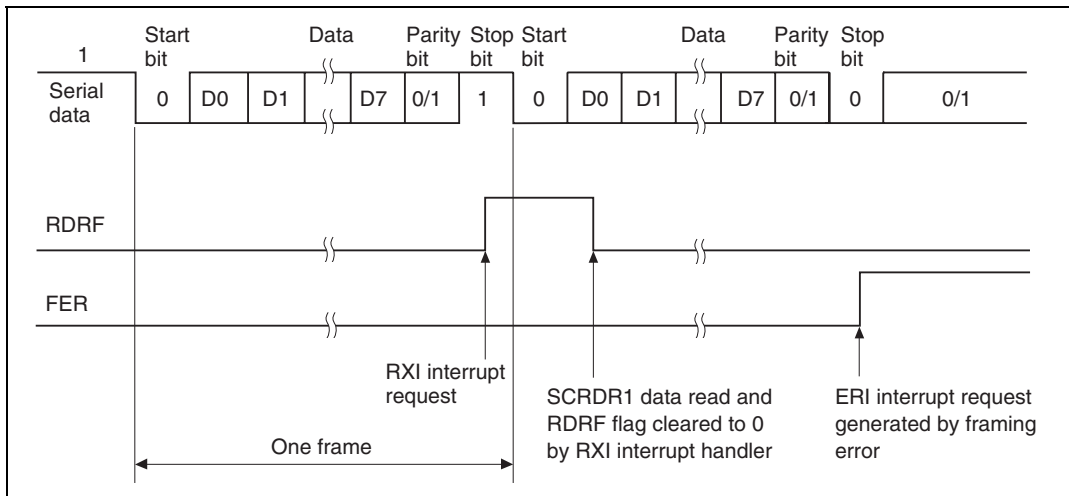 1
Start bit
Data
Parity bit
Stop bit
Start bit
Data
Parity bit
Stop bit
Serial data
0 D0 D1 D7 0/1 1 0 D0 D1 D7 0/1 0 0/1
RDRF
FER
RXI interrupt
request
SCRDR1 data read and
RDRF flag cleared to 0
by RXI interrupt handler
ERI interrupt request
generated by framing
error
One frame